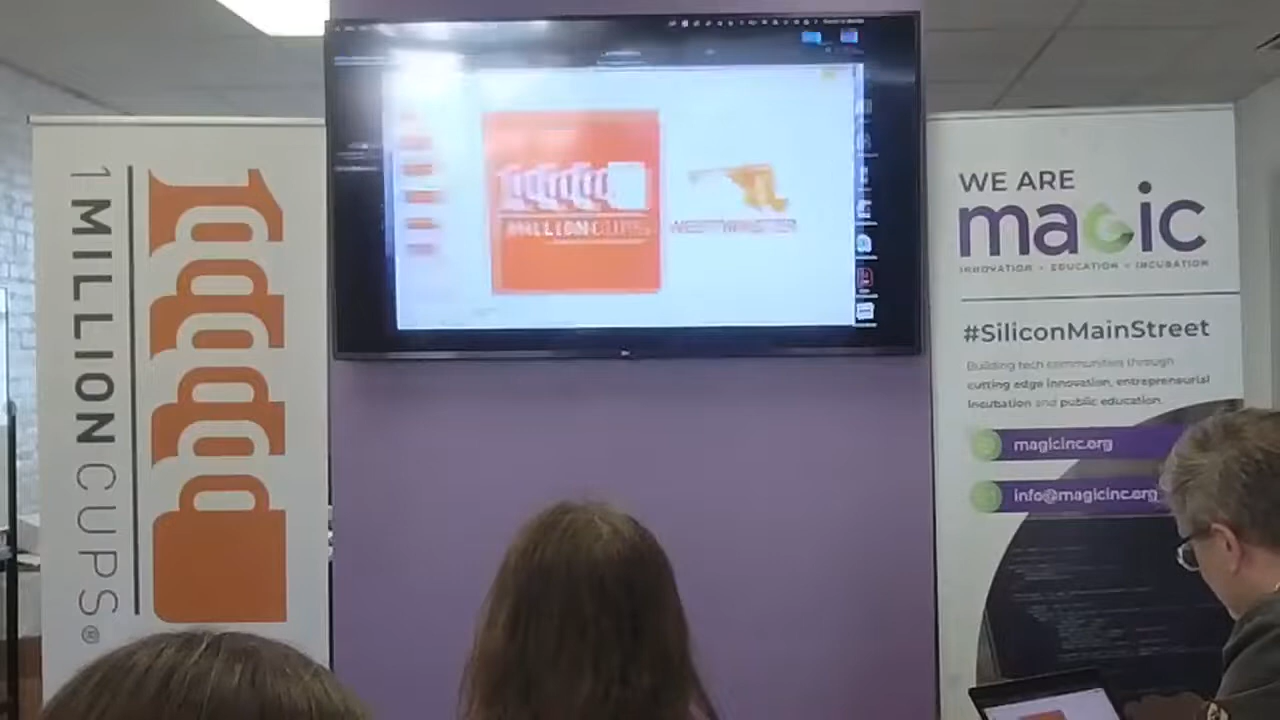 1 MILLION CUPS®
1 MILLION CUPS
WESTMINSTER
WE ARE
magic
INNOVATION • EDUCATION • INCUBATION
#SiliconMainStreet
Building tech communities through
cutting edge innovation, entrepreneurial
incubation and public education.
magicinc.org
info@magicinc.org